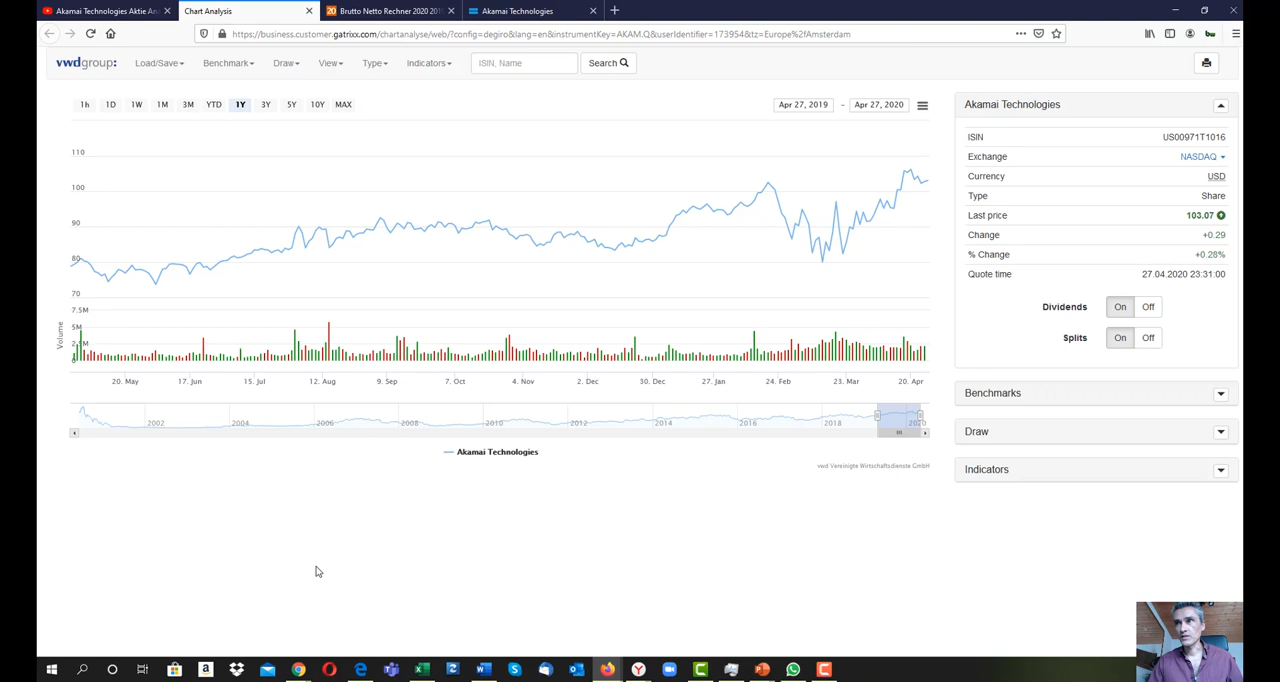 Akamai Technologies Aktie An
Chart Analysis
20 Brutto Netto Rechner 2020 201
Akamai Technologies
https://business.customer.gatrixx.com/chartanalyse/web/?config=degiro&lang=en&instrumentKey=AKAM.Q&userIdentifier=173954&tz=Europe%2fAmsterdam
vwdgroup:
Load/Save
Benchmark
Draw
View
Type
Indicators
ISIN, Name
Search
1h 1D 1W 1M 3M YTD 1Y 3Y 5Y 10Y MAX
Apr 27, 2019 - Apr 27, 2020
110
100
90
80
70
7.5M
5M
Volume
20. May 17. Jun 15. Jul 12. Aug 9. Sep 7. Oct 4. Nov 2. Dec 30. Dec 27. Jan 24. Feb 23. Mar 20. Apr
2002 2004 2006 2008 2010 2012 2014 2016 2018 2020
Akamai Technologies
vwd Vereinigte Wirtschaftsdienste GmbH
Akamai Technologies
ISIN US00971T1016
Exchange NASDAQ
Currency USD
Type Share
Last price 103.07
Change +0.29
% Change +0.28%
Quote time 27.04.2020 23:31:00
Dividends On Off
Splits On Off
Benchmarks
Draw
Indicators